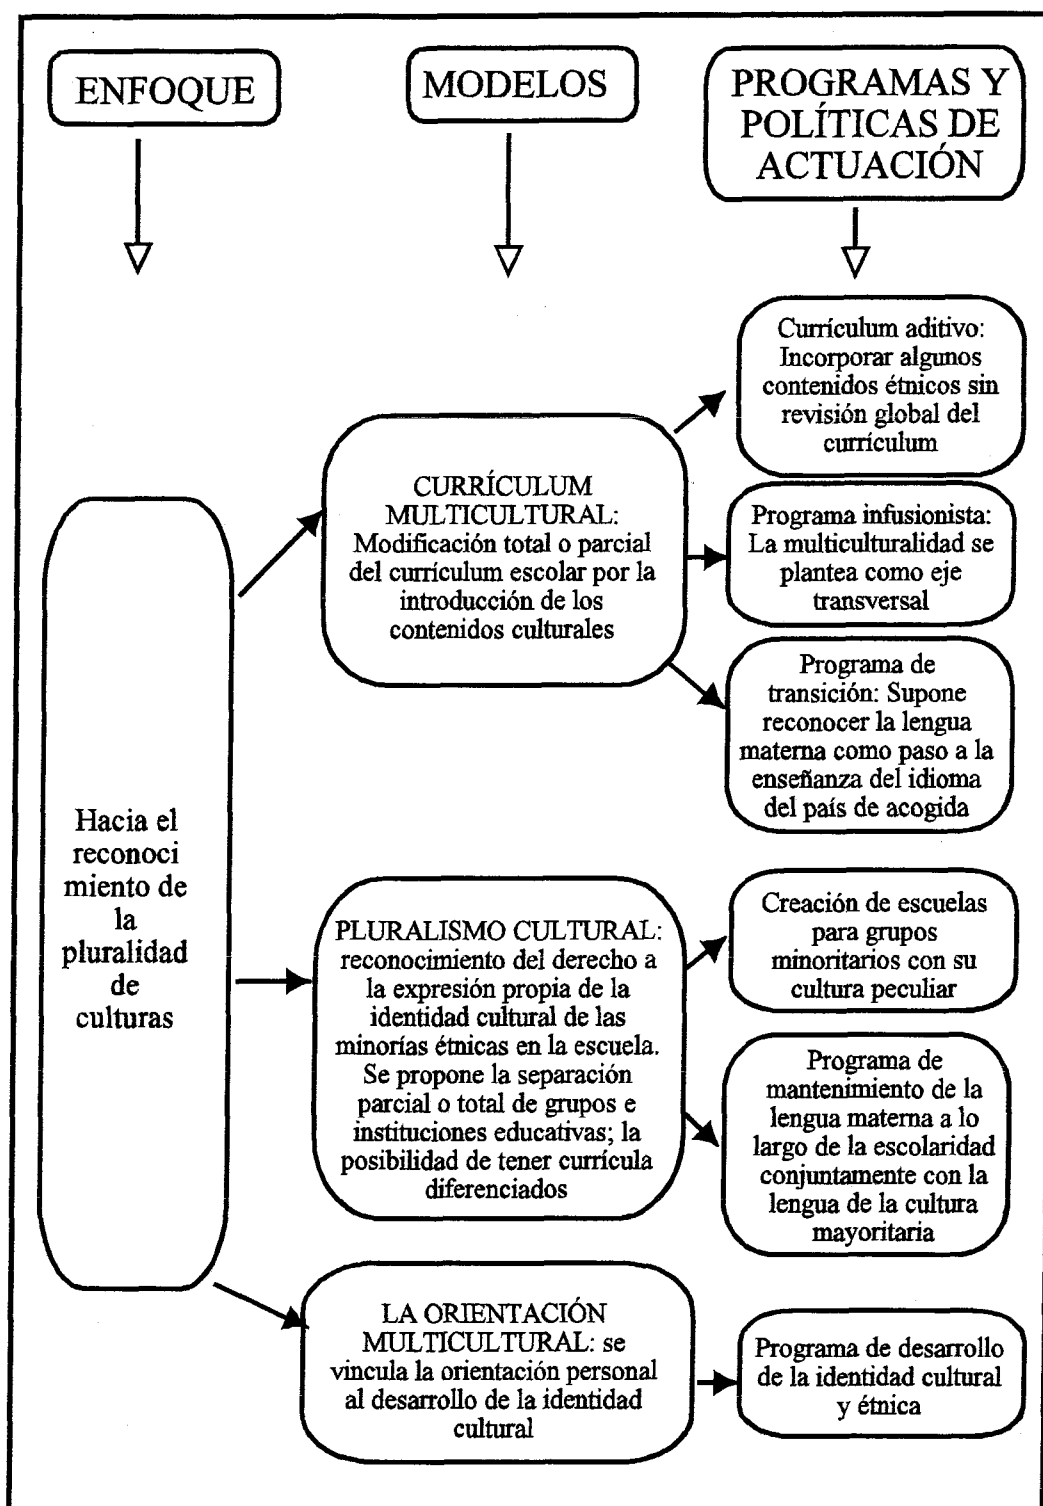 ENFOQUE
MODELOS
PROGRAMAS Y
POLÍTICAS DE
ACTUACIÓN
Hacia el
reconoci
miento de
la
pluralidad
de
culturas
CURRÍCULUM
MULTICULTURAL:
Modificación total o parcial
del currículum escolar por la
introducción de los
contenidos culturales
Currículum aditivo:
Incorporar algunos
contenidos étnicos sin
revisión global del
currículum
Programa infusionista:
La multiculturalidad se
plantea como eje
transversal
Programa de
transición: Supone
reconocer la lengua
materna como paso a la
enseñanza del idioma
del país de acogida
PLURALISMO CULTURAL:
reconocimiento del derecho a
la expresión propia de la
identidad cultural de las
minorías étnicas en la escuela.
Se propone la separación
parcial o total de grupos e
instituciones educativas; la
posibilidad de tener currícula
diferenciados
Creación de escuelas
para grupos
minoritarios con su
cultura peculiar
Programa de
mantenimiento de la
lengua materna a lo
largo de la escolaridad
conjuntamente con la
lengua de la cultura
mayoritaria
LA ORIENTACIÓN
MULTICULTURAL: se
vincula la orientación personal
al desarrollo de la identidad
cultural
Programa de desarrollo
de la identidad cultural
y étnica